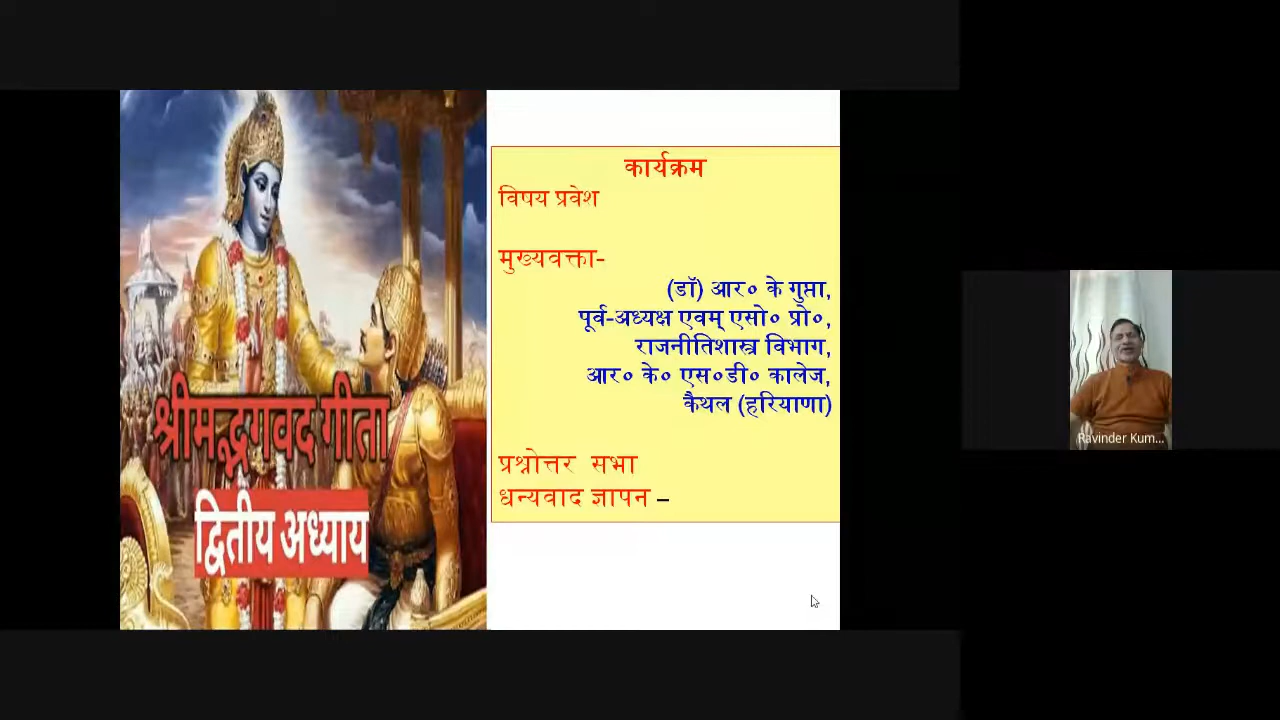 श्रीमद्भगवद गीता
द्वितीय अध्याय
कार्यक्रम
विषय प्रवेश
मुख्यवक्ता-
(डॉ) आर० के गुप्ता,
पूर्व-अध्यक्ष एवम् एसो० प्रो०,
राजनीतिशास्त्र विभाग,
आर० के० एस०डी० कालेज,
कैथल (हरियाणा)
प्रश्नोत्तर सभा
धन्यवाद ज्ञापन –
Ravinder Kum...